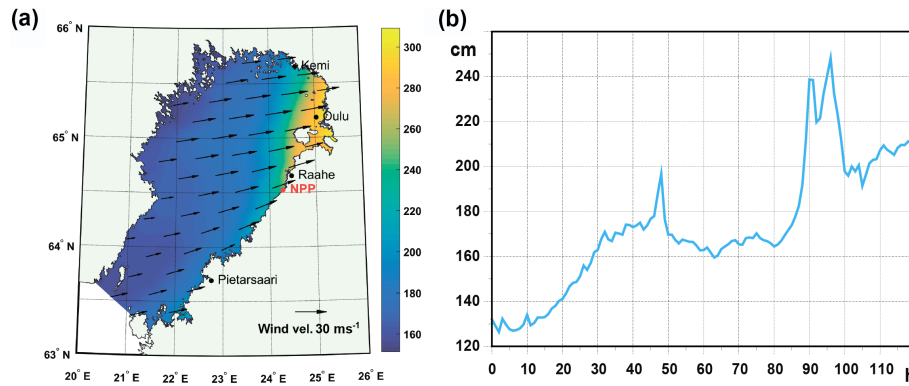 (a)
66° N
65° N
64° N
63° N
20° E
21° E
22° E
23° E
24° E
25° E
26° E
Kemi
Oulu
Raahe
NPP
Pietarsaari
Wind vel. 30 ms⁻¹
300
280
260
240
220
200
180
160
(b)
cm
240
220
200
180
160
140
120
0
10
20
30
40
50
60
70
80
90
100
110